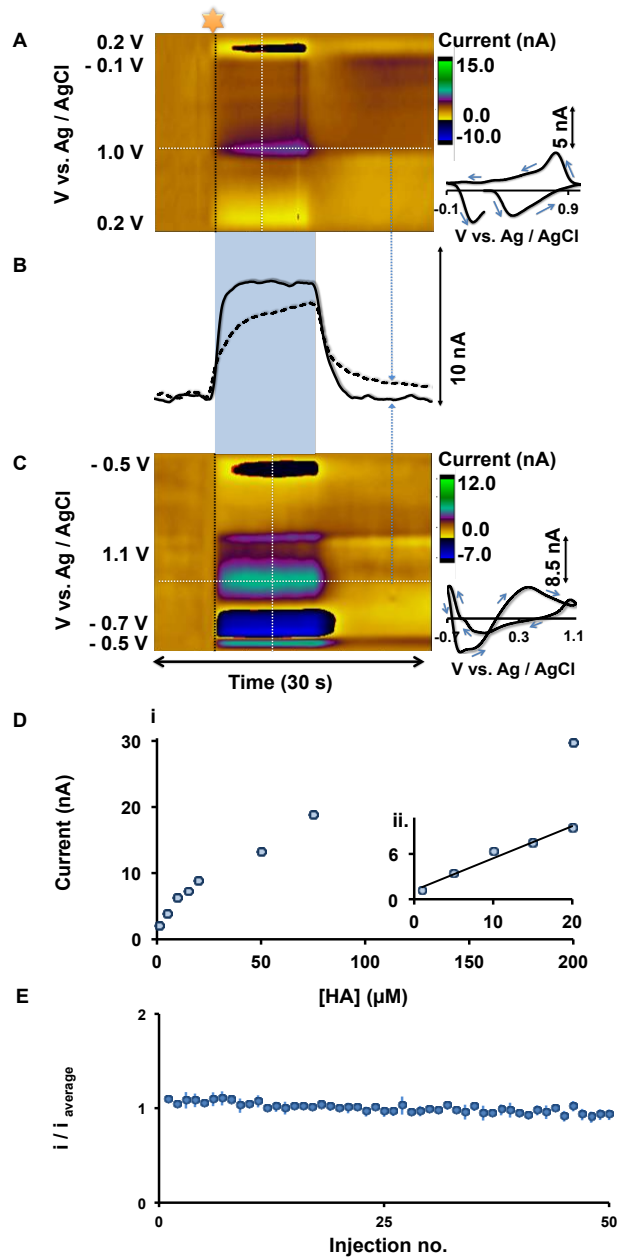 A
0.2 V
- 0.1 V
1.0 V
0.2 V
V vs. Ag / AgCl
Current (nA)
15.0
0.0
-10.0
5 nA
-0.1
0.9
V vs. Ag / AgCl
B
10 nA
C
- 0.5 V
1.1 V
- 0.7 V
- 0.5 V
V vs. Ag / AgCl
Current (nA)
12.0
0.0
-7.0
8.5 nA
-0.7
0.3
1.1
V vs. Ag / AgCl
Time (30 s)
D
i
30
20
10
0
Current (nA)
ii.
6
0
0
10
20
0
50
100
150
200
[HA] (µM)
E
2
1
0
i / i average
0
25
50
Injection no.